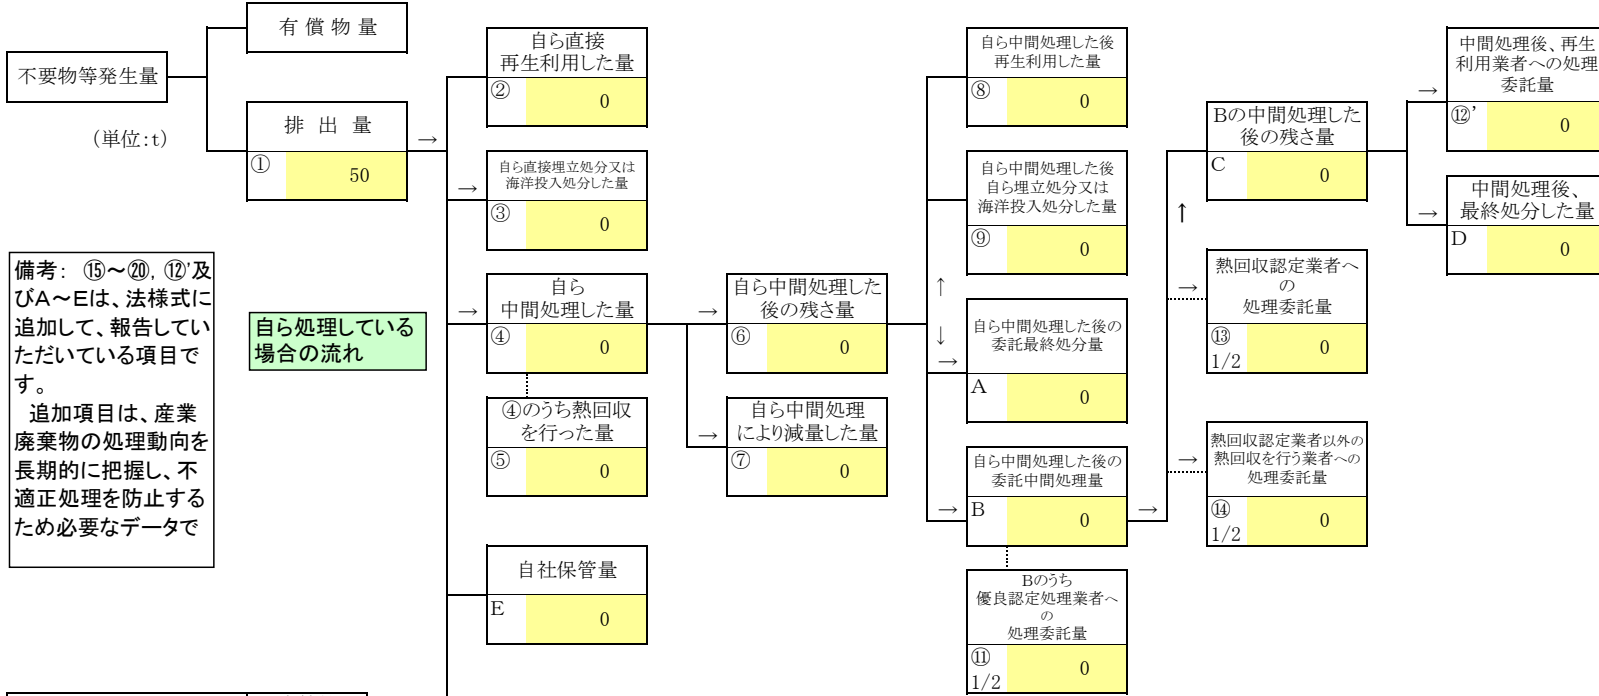 不要物等発生量
(単位:t)
有 償 物 量
排 出 量
①
50
→
備考： ⑮～⑳, ⑫'及
びA～Eは、法様式に
追加して、報告してい
ただいている項目で
す。
追加項目は、産業
廃棄物の処理動向を
長期的に把握し、不
適正処理を防止する
ため必要なデータで
自ら処理している
場合の流れ
自ら直接
再生利用した量
②
0
→
自ら直接埋立処分又は
海洋投入処分した量
③
0
→
自ら
中間処理した量
④
0
④のうち熱回収
を行った量
⑤
0
自社保管量
E
0
→
自ら中間処理した
後の残さ量
⑥
0
→
自ら中間処理
により減量した量
⑦
0
自ら中間処理した後
再生利用した量
⑧
0
自ら中間処理した後
自ら埋立処分又は
海洋投入処分した量
⑨
0
↑
↓
→
自ら中間処理した後の
委託最終処分量
A
0
自ら中間処理した後の
委託中間処理量
→
B
0
→
Bのうち
優良認定処理業者へ
の
処理委託量
⑪
1/2
0
↑
Bの中間処理した
後の残さ量
C
0
→
熱回収認定業者へ
の
処理委託量
⑬
1/2
0
→
熱回収認定業者以外の
熱回収を行う業者への
処理委託量
⑭
1/2
0
→
中間処理後、再生
利用業者への処理
委託量
⑫'
0
→
中間処理後、
最終処分した量
D
0